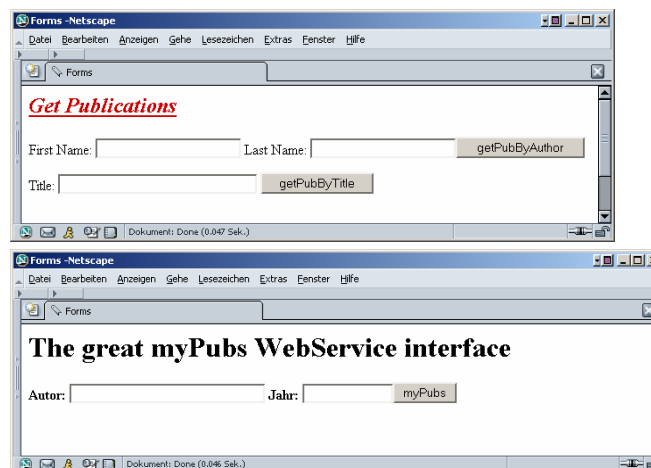 Forms -Netscape
Datei Bearbeiten Anzeigen Gehe Lesezeichen Extras Fenster Hilfe
Forms
Get Publications
First Name: Last Name: getPubByAuthor
Title: getPubByTitle
Dokument: Done (0.047 Sek.)
Forms -Netscape
Datei Bearbeiten Anzeigen Gehe Lesezeichen Extras Fenster Hilfe
Forms
The great myPubs WebService interface
Autor: Jahr: myPubs
Dokument: Done (0.046 Sek.)